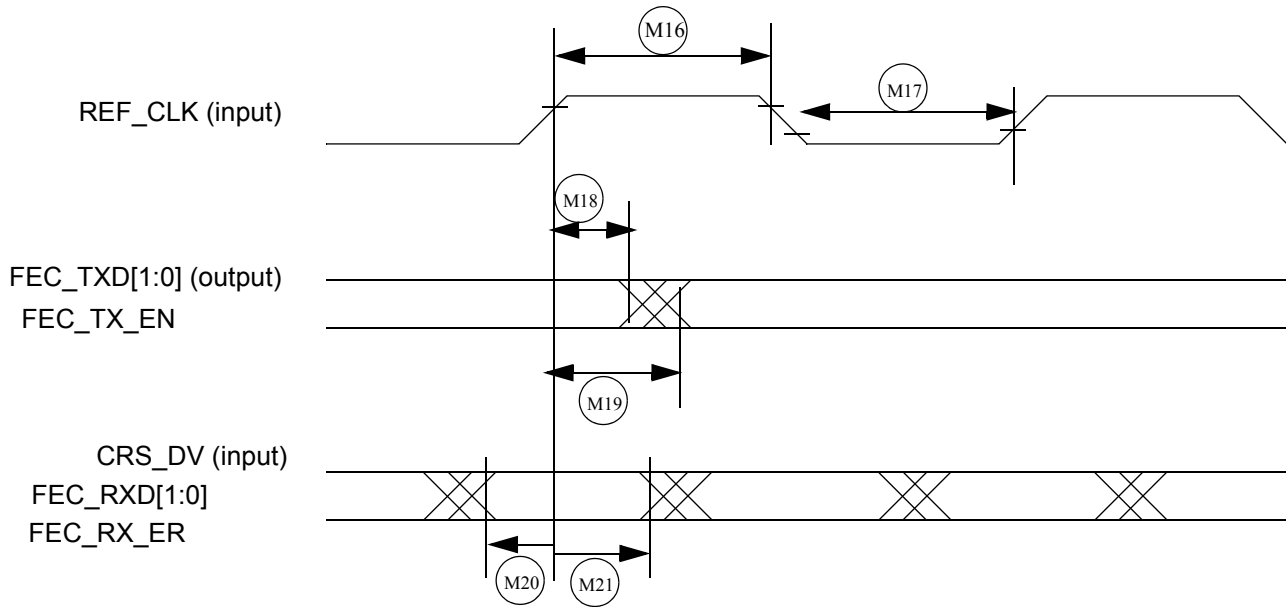 M16
REF_CLK (input)
M17
M18
FEC_TXD[1:0] (output)
FEC_TX_EN
M19
CRS_DV (input)
FEC_RXD[1:0]
FEC_RX_ER
M20
M21